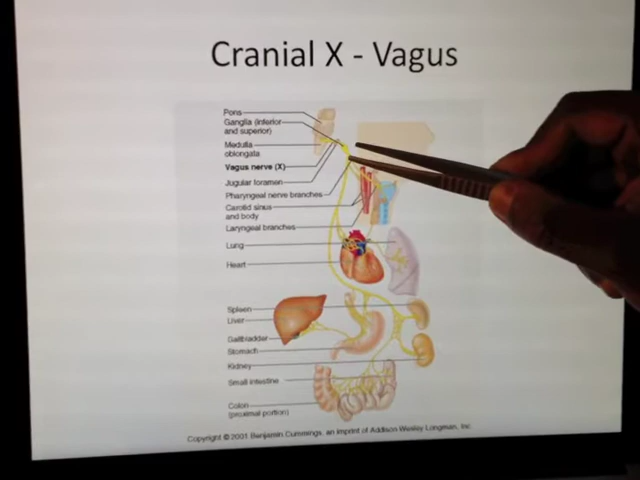 Cranial X - Vagus
Pons
Ganglia (inferior
and superior)
Medulla
oblongata
Vagus nerve (X)
Jugular foramen
Pharyngeal nerve branches
Carotid sinus
and body
Laryngeal branches
Lung
Heart
Spleen
Liver
Gallbladder
Stomach
Kidney
Small intestine
Colon
(proximal portion)
Copyright © 2001 Benjamin Cummings, an imprint of Addison Wesley Longman, Inc.